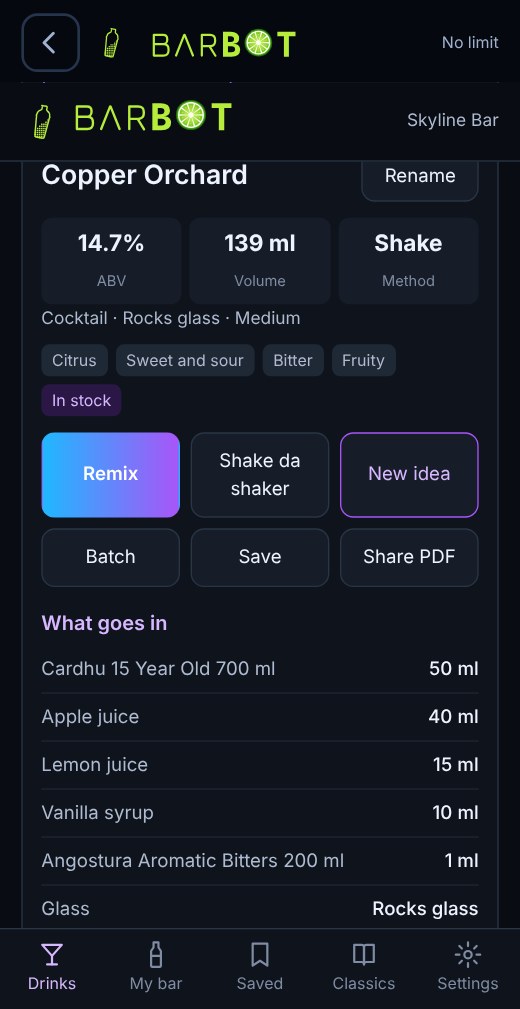 BARBOT
No limit
BARBOT
Skyline Bar
Copper Orchard
Rename
14.7%
139 ml
Shake
ABV
Volume
Method
Cocktail · Rocks glass · Medium
Citrus
Sweet and sour
Bitter
Fruity
In stock
Remix
Shake da
shaker
New idea
Batch
Save
Share PDF
What goes in
Cardhu 15 Year Old 700 ml 50 ml
Apple juice 40 ml
Lemon juice 15 ml
Vanilla syrup 10 ml
Angostura Aromatic Bitters 200 ml 1 ml
Glass Rocks glass
Drinks
My bar
Saved
Classics
Settings